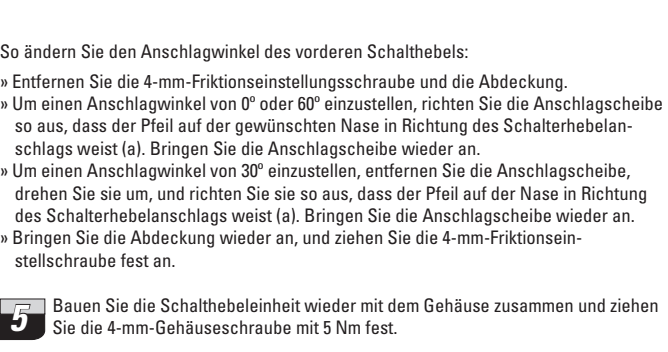 So ändern Sie den Anschlagwinkel des vorderen Schalthebels:
» Entfernen Sie die 4-mm-Friktionseinstellungsschraube und die Abdeckung.
» Um einen Anschlagwinkel von 0º oder 60º einzustellen, richten Sie die Anschlagscheibe
so aus, dass der Pfeil auf der gewünschten Nase in Richtung des Schalterhebelan-
schlags weist (a). Bringen Sie die Anschlagscheibe wieder an.
» Um einen Anschlagwinkel von 30º einzustellen, entfernen Sie die Anschlagscheibe,
drehen Sie sie um, und richten Sie sie so aus, dass der Pfeil auf der Nase in Richtung
des Schalterhebelanschlags weist (a). Bringen Sie die Anschlagscheibe wieder an.
» Bringen Sie die Abdeckung wieder an, und ziehen Sie die 4-mm-Friktionsein-
stellschraube fest an.
5 Bauen Sie die Schalthebeleinheit wieder mit dem Gehäuse zusammen und ziehen
Sie die 4-mm-Gehäuseschraube mit 5 Nm fest.